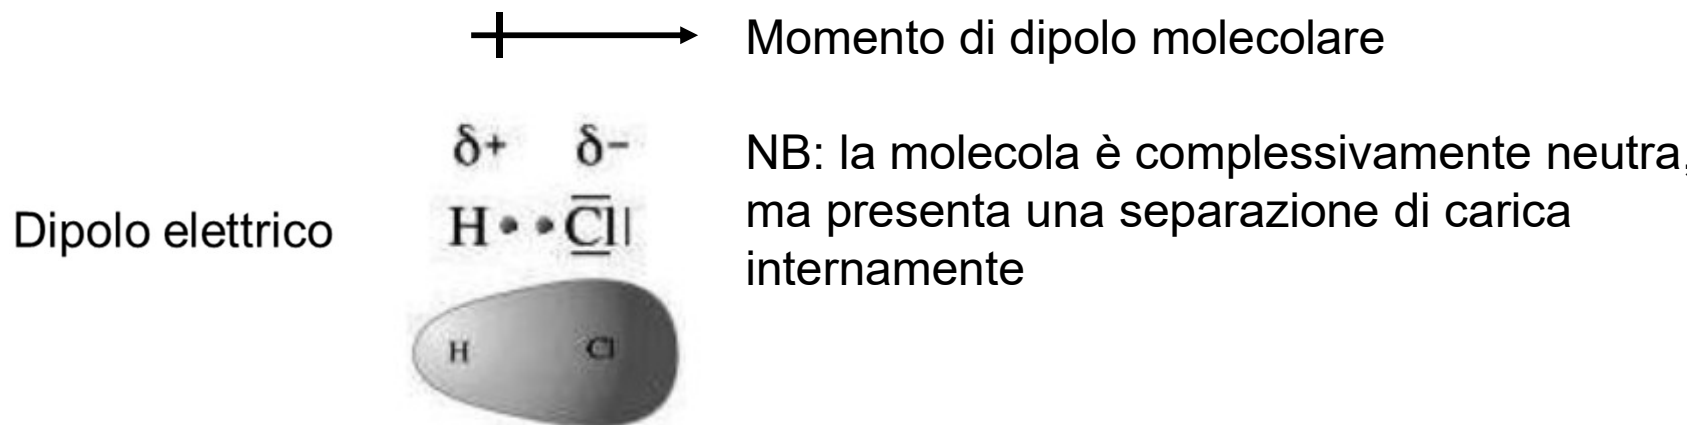 Momento di dipolo molecolare
δ+ δ−
NB: la molecola è complessivamente neutra,
ma presenta una separazione di carica
internamente
Dipolo elettrico
H • • Cl|
H Cl